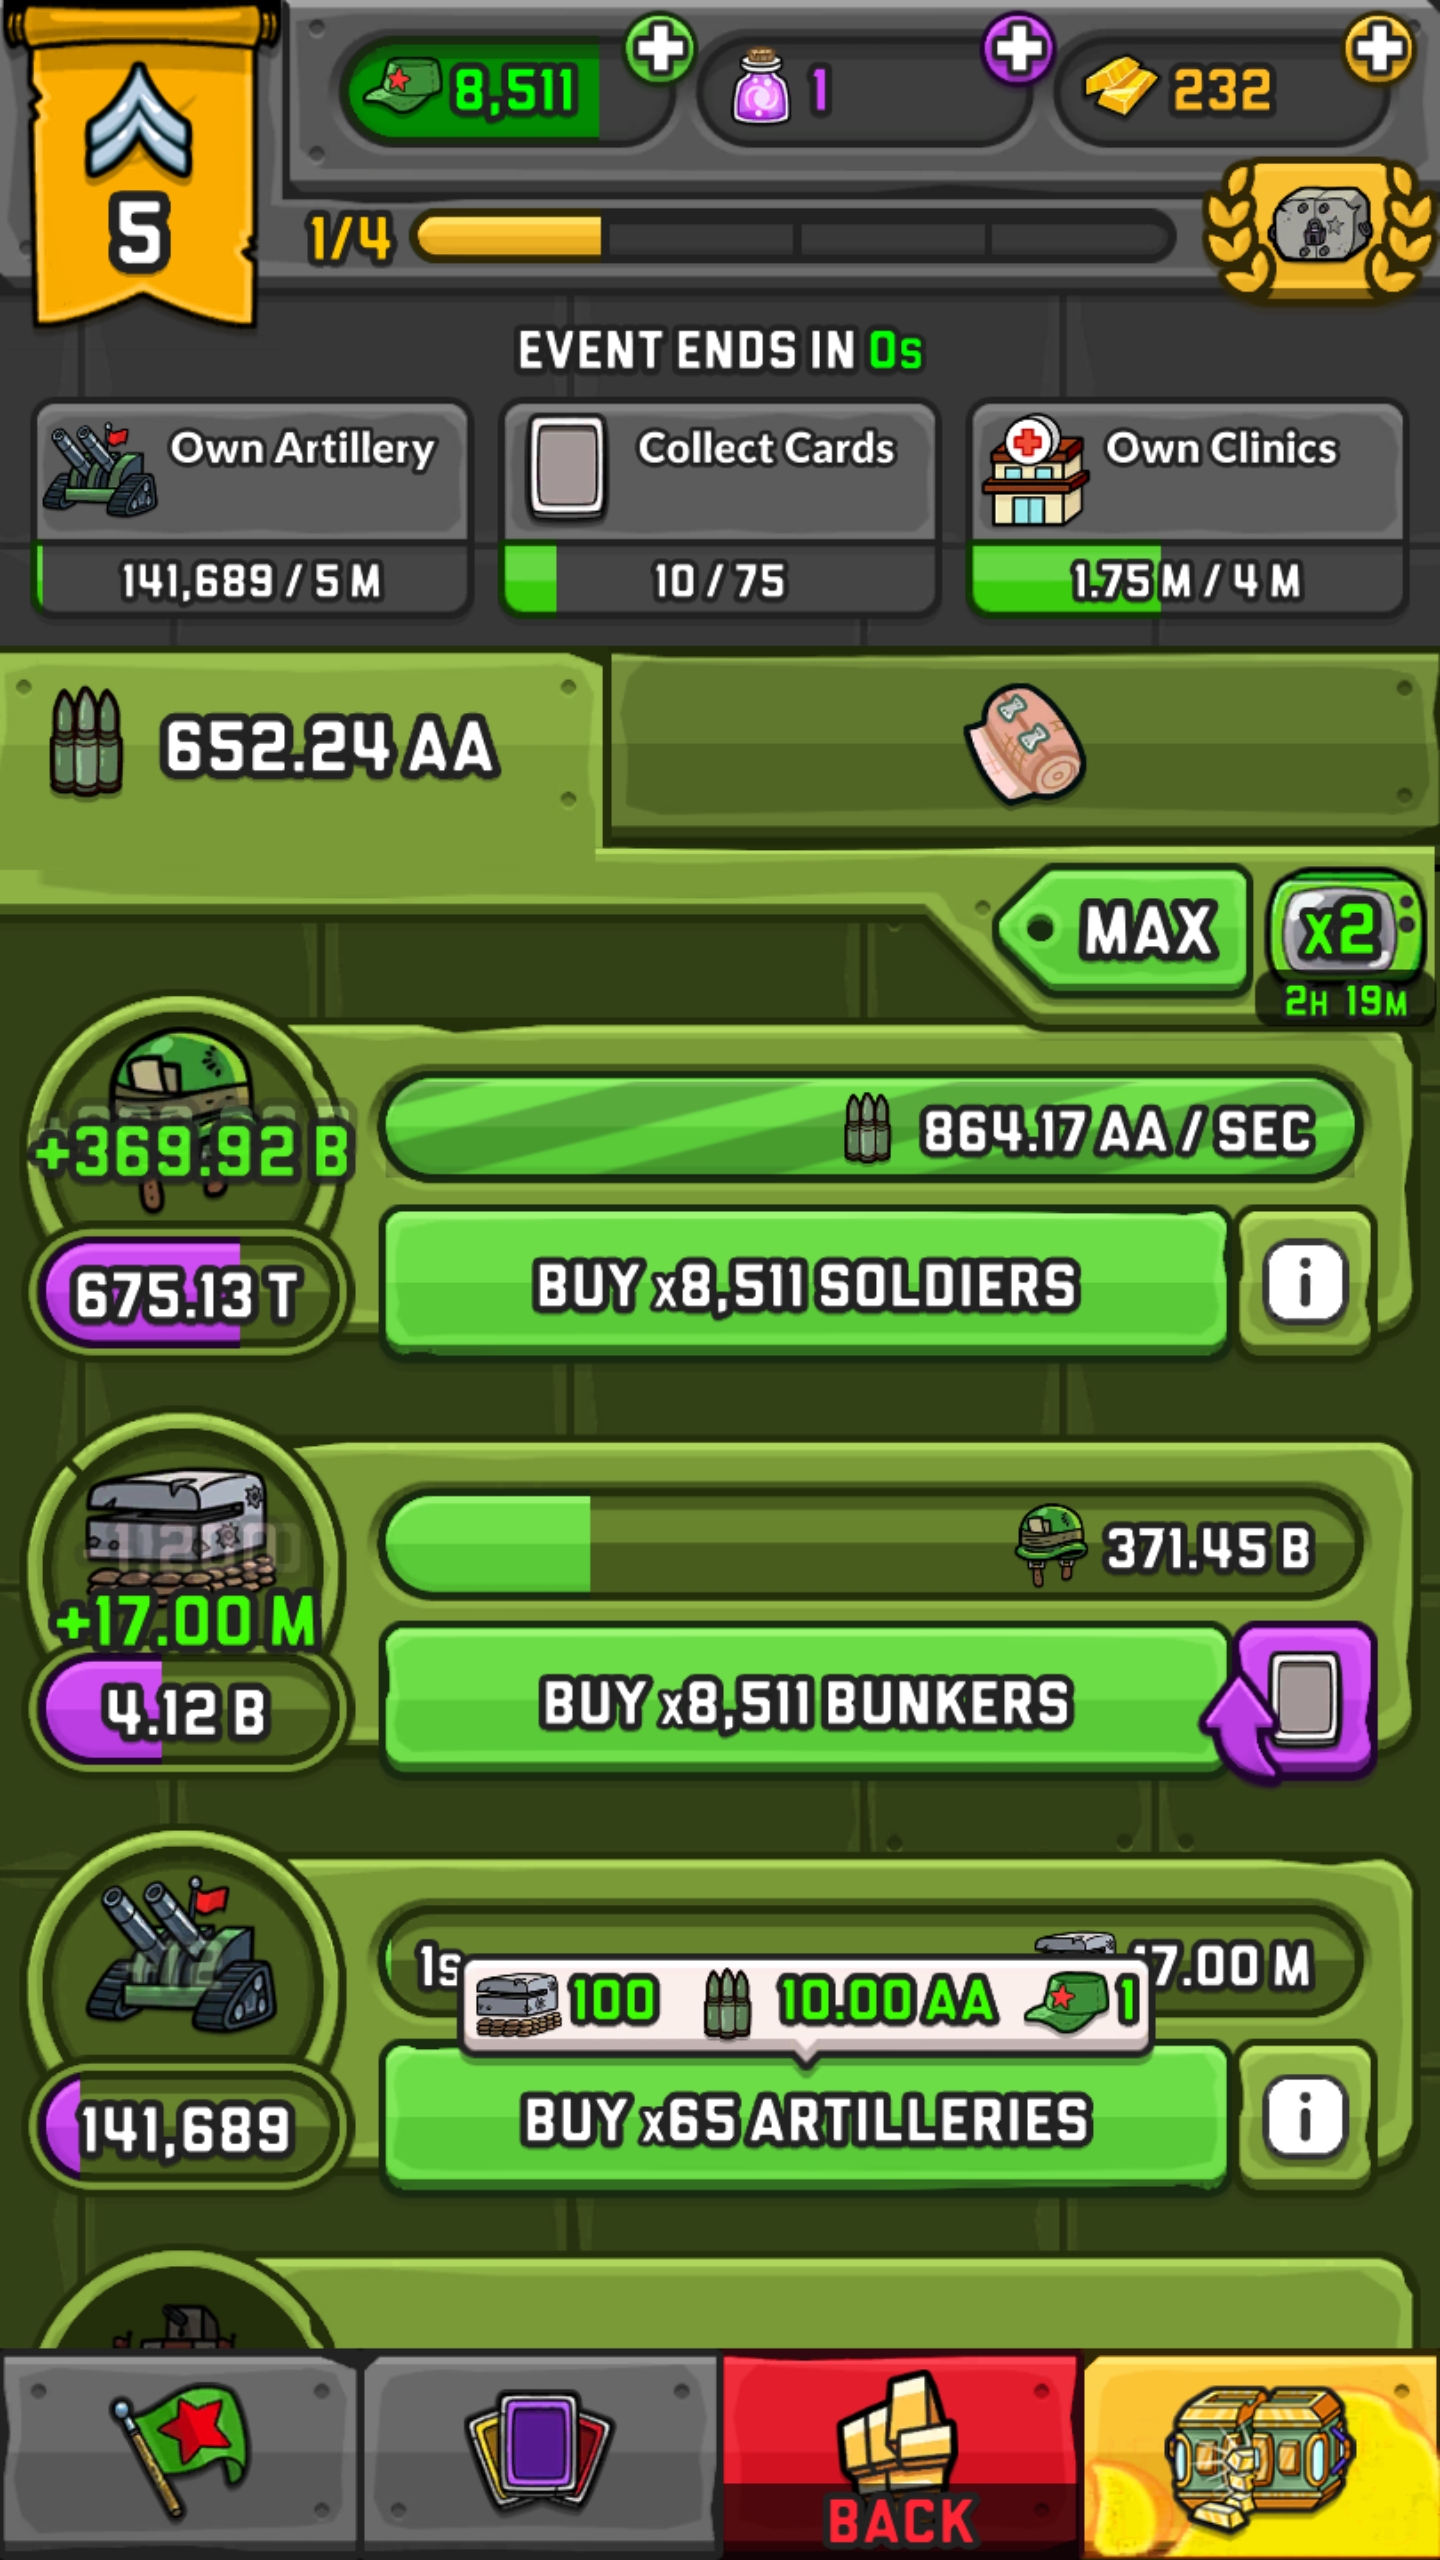 8,511
1
232
5
1/4
EVENT ENDS IN 0s
Own Artillery
Collect Cards
Own Clinics
141,689 / 5 M
10 / 75
1.75 M / 4 M
652.24 AA
MAX
x2
2H 19M
+369.92 B
864.17 AA / SEC
675.13 T
BUY x8,511 SOLDIERS
i
371.45 B
+17.00 M
4.12 B
BUY x8,511 BUNKERS
1s
7.00 M
100
10.00 AA
1
141,689
BUY x65 ARTILLERIES
i
BACK